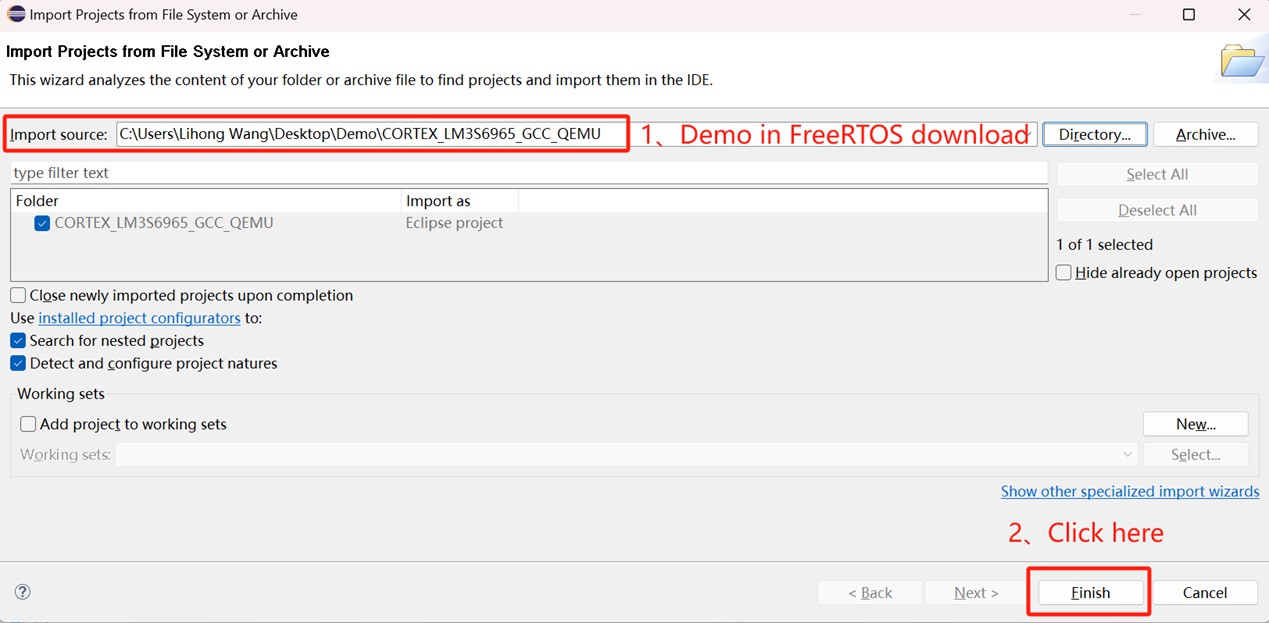 Import Projects from File System or Archive
Import Projects from File System or Archive
This wizard analyzes the content of your folder or archive file to find projects and import them in the IDE.
Import source: C:\Users\Lihong Wang\Desktop\Demo\CORTEX_LM3S6965_GCC_QEMU 1、Demo in FreeRTOS download Directory... Archive...
type filter text Select All
Folder Import as
CORTEX_LM3S6965_GCC_QEMU Eclipse project
Deselect All
1 of 1 selected
Hide already open projects
Close newly imported projects upon completion
Use installed project configurators to:
Search for nested projects
Detect and configure project natures
Working sets
Add project to working sets New...
Working sets: Select...
Show other specialized import wizards
2、Click here
? < Back Next > Finish Cancel